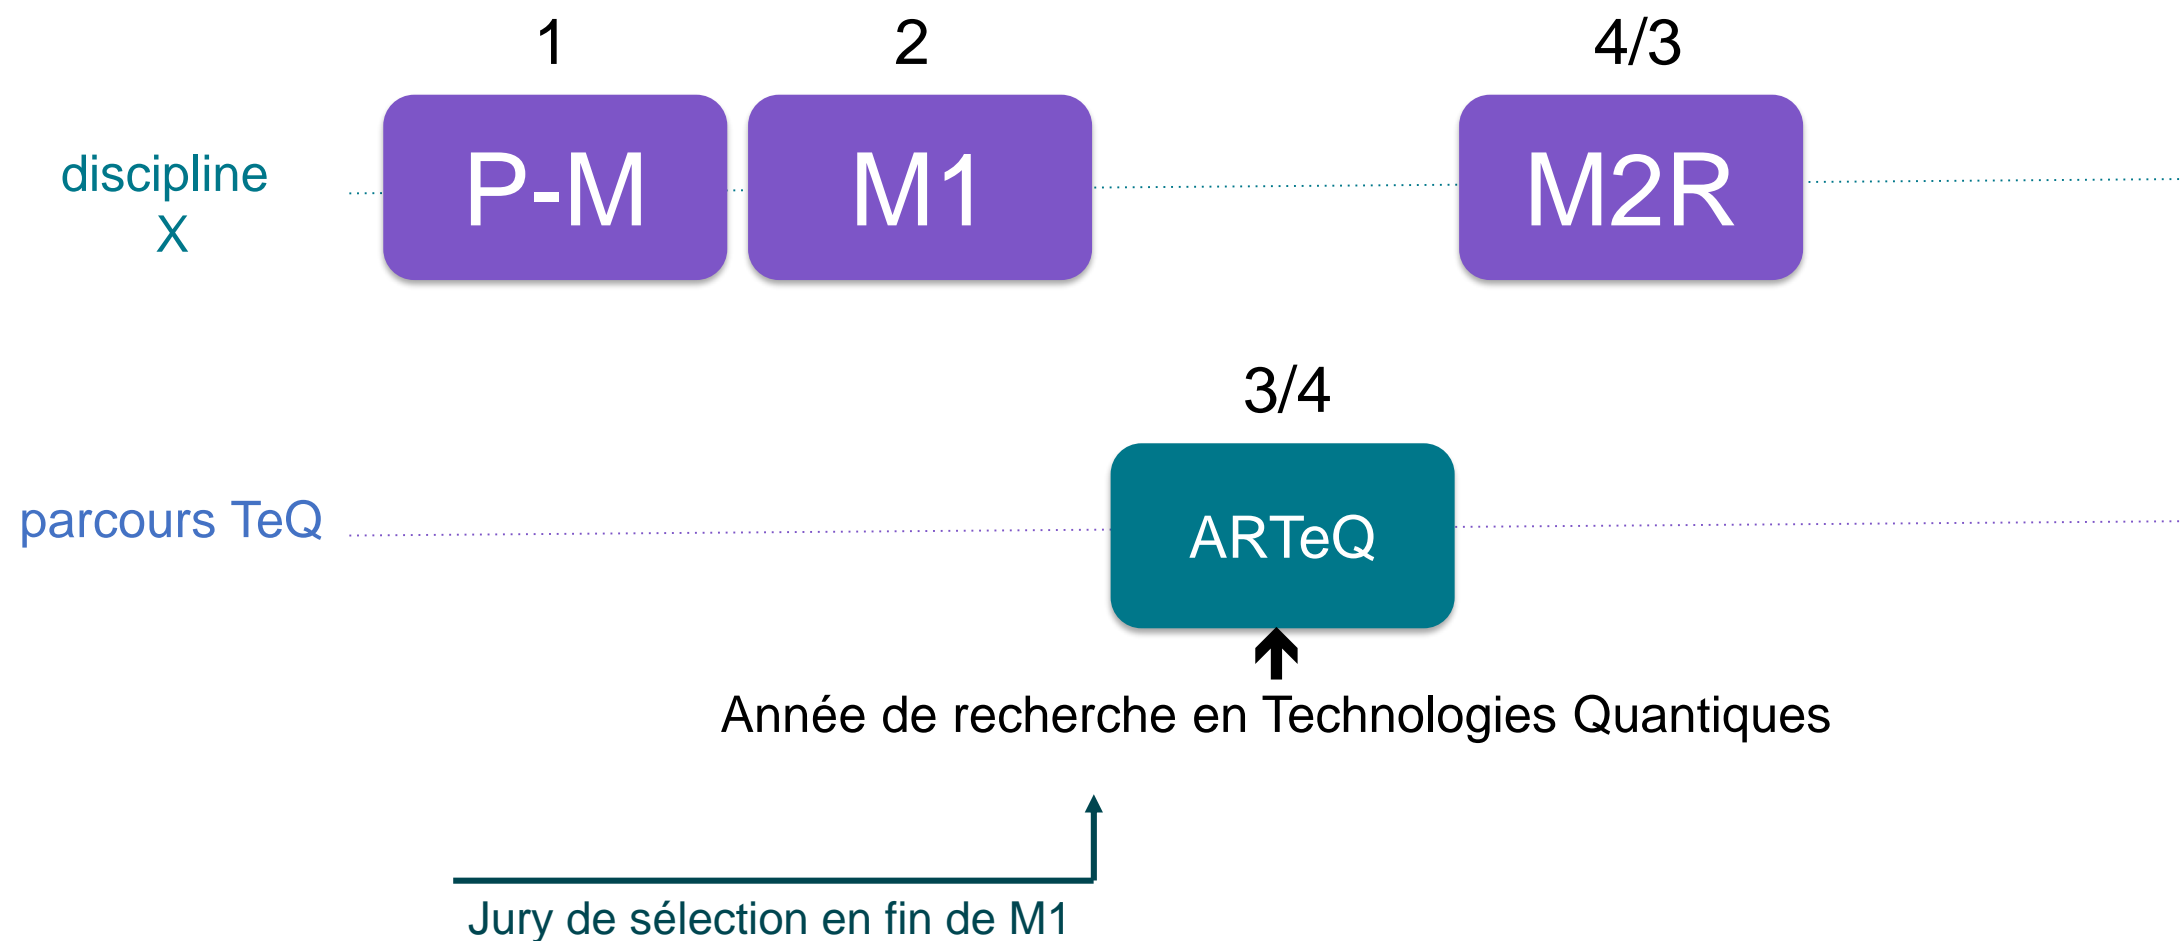 1
2
4/3
discipline
X
P-M
M1
M2R
3/4
parcours TeQ
ARTeQ
Année de recherche en Technologies Quantiques
Jury de sélection en fin de M1